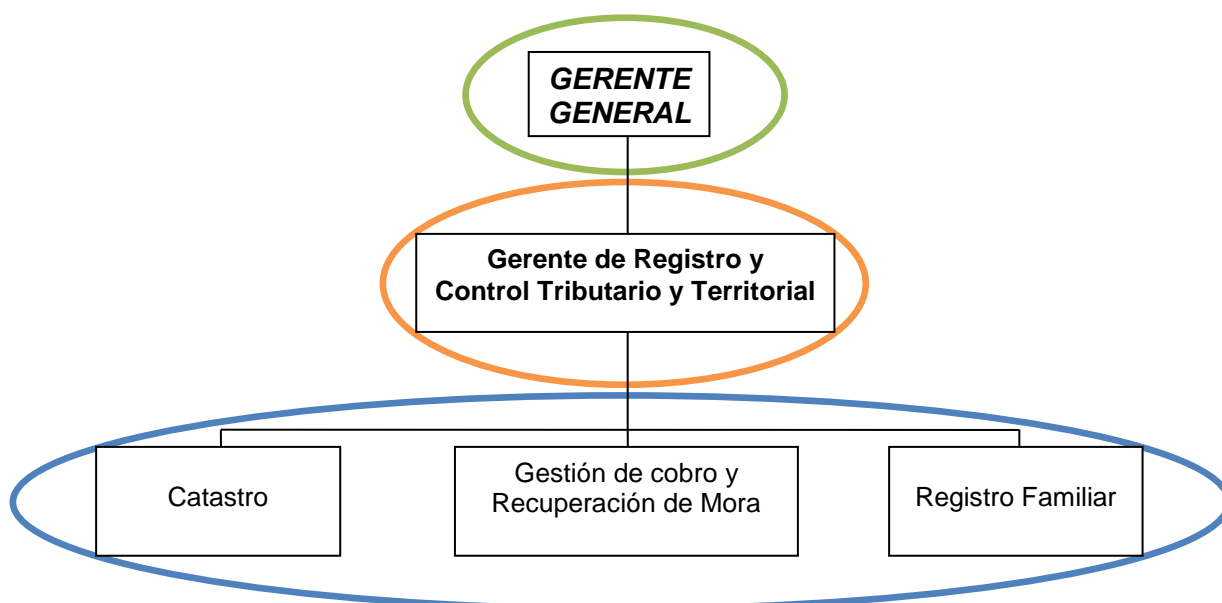 GERENTE
GENERAL
Gerente de Registro y
Control Tributario y Territorial
Catastro
Gestión de cobro y
Recuperación de Mora
Registro Familiar